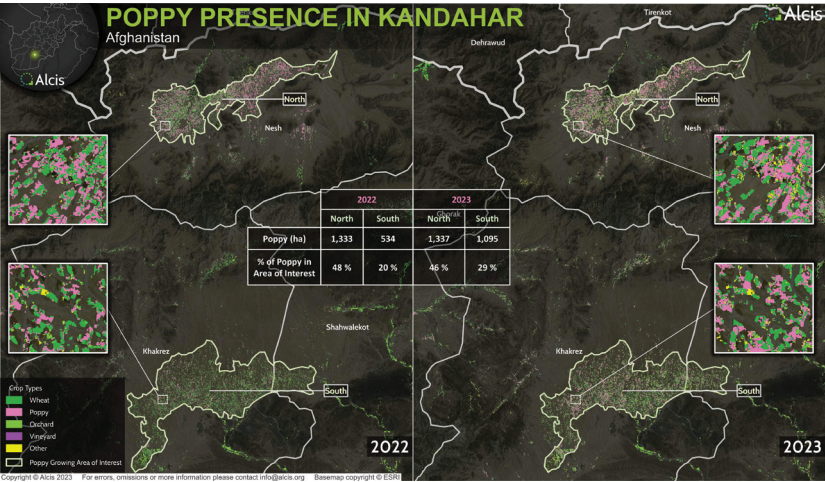 POPPY PRESENCE IN KANDAHAR
Afghanistan
Alcis
Tirenkot
Alcis
Dehrawud
North
Nesh
North
Nesh
2022 2023
North South North South
Ghorak
Poppy (ha) 1,333 534 1,337 1,095
% of Poppy in
Area of Interest 48 % 20 % 46 % 29 %
Shahwalekot
Khakrez
Khakrez
South
South
Crop Types
Wheat
Poppy
Orchard
Vineyard
Other
Poppy Growing Area of Interest
2022
2023
Copyright © Alcis 2023 For errors, omissions or more information please contact info@alcis.org Basemap copyright © ESRI